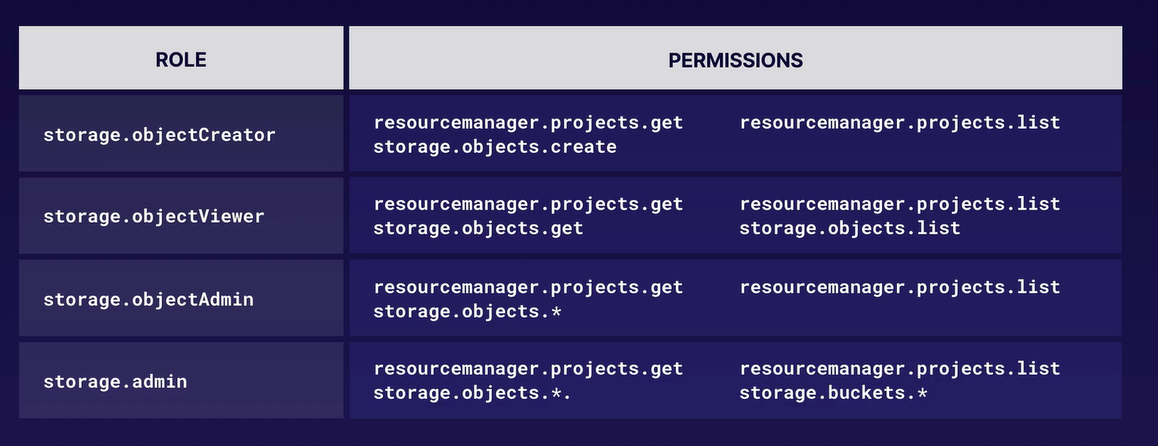 ROLE PERMISSIONS
storage.objectCreator
resourcemanager.projects.get resourcemanager.projects.list
storage.objects.create
storage.objectViewer
resourcemanager.projects.get resourcemanager.projects.list
storage.objects.get storage.objects.list
storage.objectAdmin
resourcemanager.projects.get resourcemanager.projects.list
storage.objects.*
storage.admin
resourcemanager.projects.get resourcemanager.projects.list
storage.objects.*. storage.buckets.*